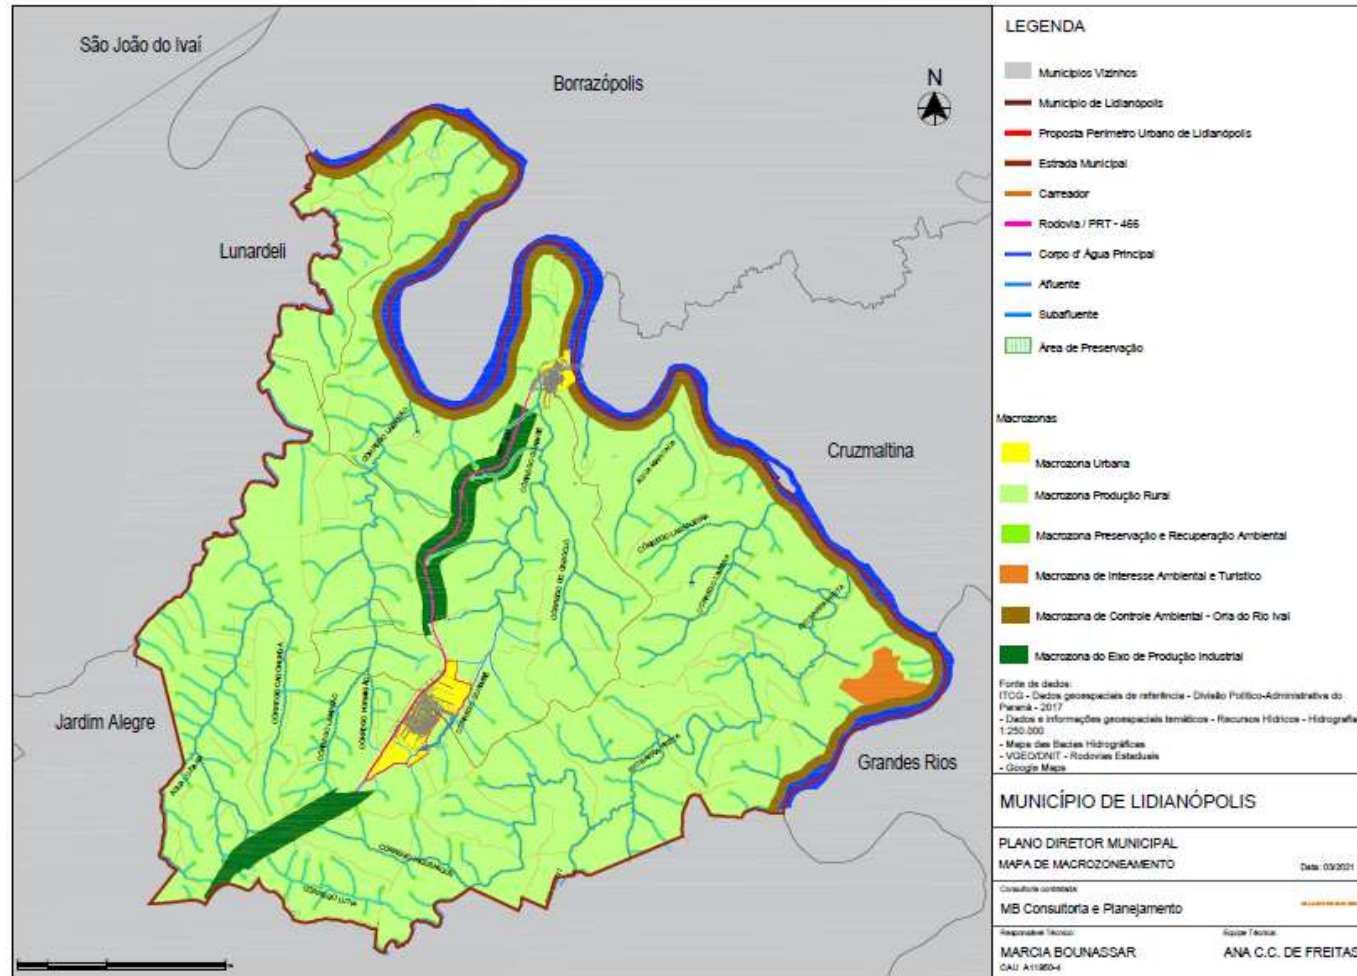 São João do Ivaí
Borrazópolis
N
Lunardeli
Cruzmaltina
Jardim Alegre
Grandes Rios
LEGENDA
Municípios Vizinhos
Município de Lidianópolis
Proposta Perímetro Urbano de Lidianópolis
Estrada Municipal
Carreador
Rodovia / PRT - 466
Corpo d' Água Principal
Afluente
Subafluente
Área de Preservação
Macrozonas
Macrozona Urbana
Macrozona Produção Rural
Macrozona Preservação e Recuperação Ambiental
Macrozona de Interesse Ambiental e Turístico
Macrozona de Controle Ambiental - Orla do Rio Ivaí
Macrozona do Eixo de Produção Industrial
Fonte de dados:
ITCG - Dados geoespaciais de referência - Divisão Político-Administrativa do
Paraná - 2017
- Dados e informações geoespaciais temáticos - Recursos Hídricos - Hidrografia
1:250.000
- Mapa das Bacias Hidrográficas
- VGEO/DNIT - Rodovias Estaduais
- Google Maps
MUNICÍPIO DE LIDIANÓPOLIS
PLANO DIRETOR MUNICIPAL
MAPA DE MACROZONEAMENTO
Data: 03/2021
Consultoria contratada:
MB Consultoria e Planejamento
Responsável Técnico:
Equipe Técnica:
MARCIA BOUNASSAR
ANA C.C. DE FREITAS
CAU: A11950-4